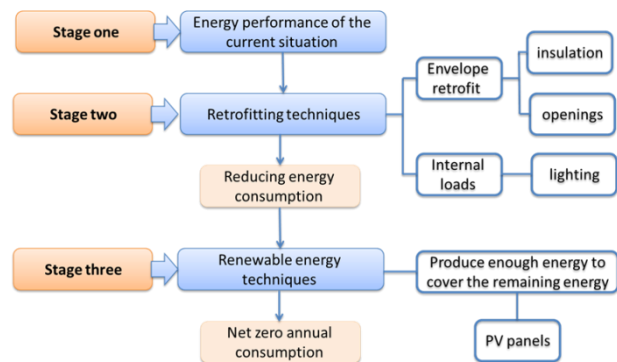 Stage one
Energy performance of the
current situation
Stage two
Retrofitting techniques
Envelope
retrofit
insulation
openings
Internal
loads
lighting
Reducing energy
consumption
Stage three
Renewable energy
techniques
Produce enough energy to
cover the remaining energy
Net zero annual
consumption
PV panels